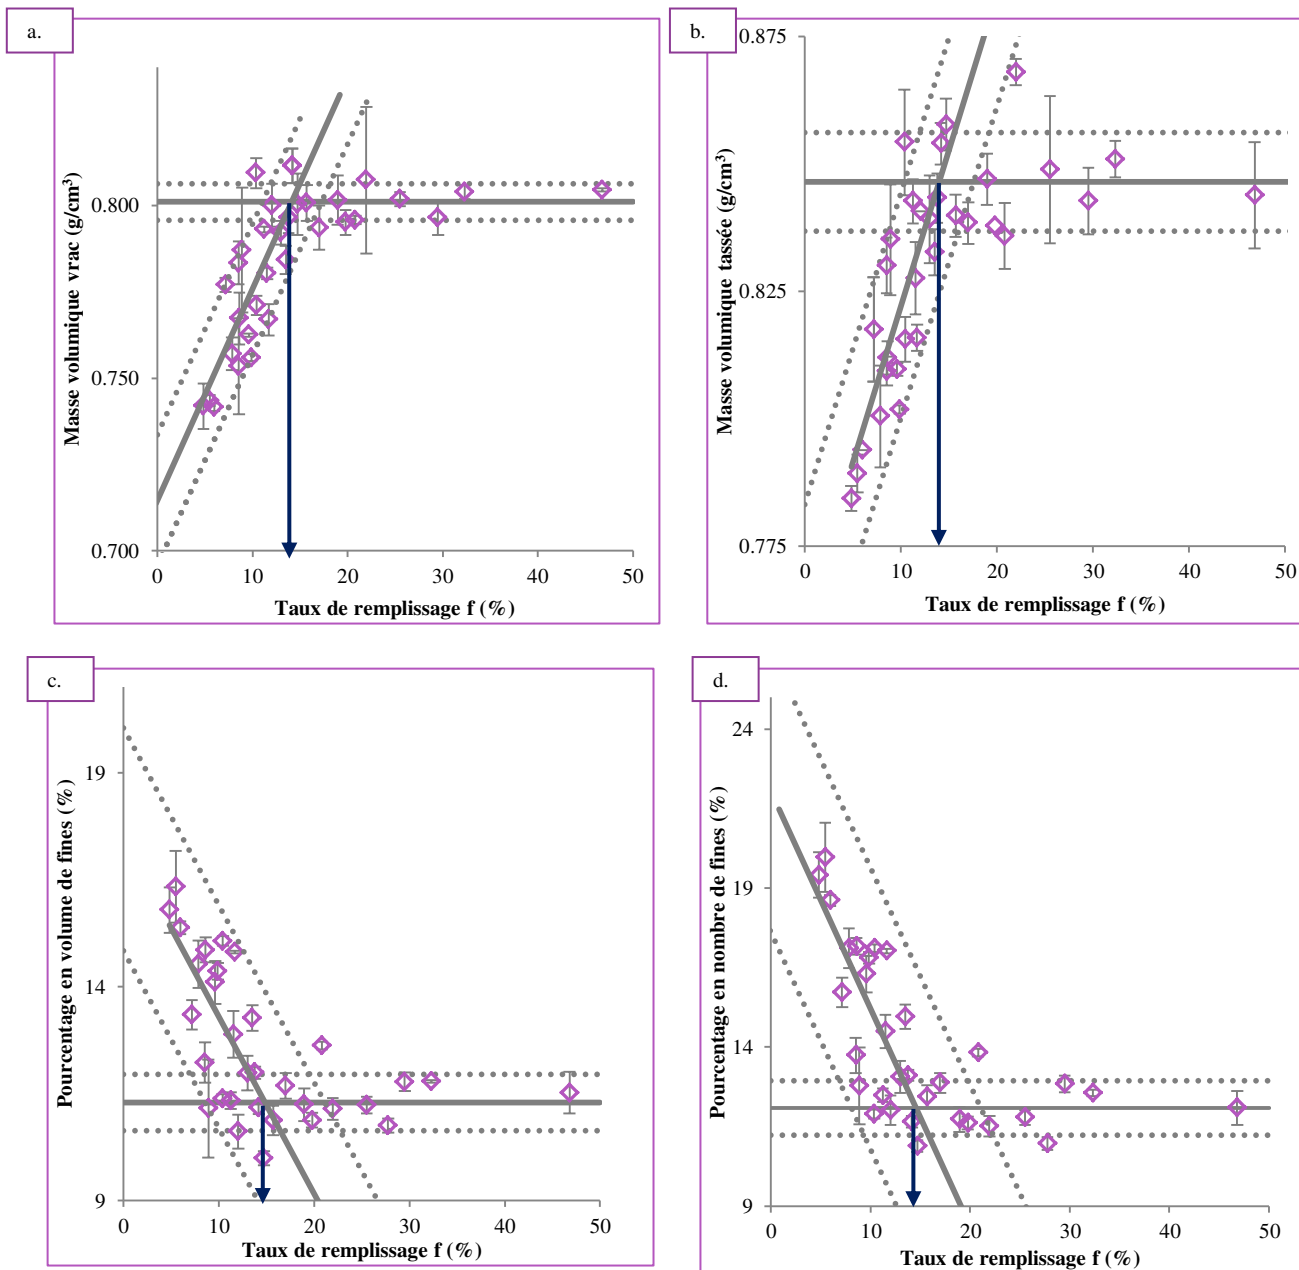 a.
Masse volumique vrac (g/cm³)
0.800
0.750
0.700
0 10 20 30 40 50
Taux de remplissage f (%)
b.
Masse volumique tassée (g/cm³)
0.875
0.825
0.775
0 10 20 30 40 50
Taux de remplissage f (%)
c.
Pourcentage en volume de fines (%)
19
14
9
0 10 20 30 40 50
Taux de remplissage f (%)
d.
Pourcentage en nombre de fines (%)
24
19
14
9
0 10 20 30 40 50
Taux de remplissage f (%)